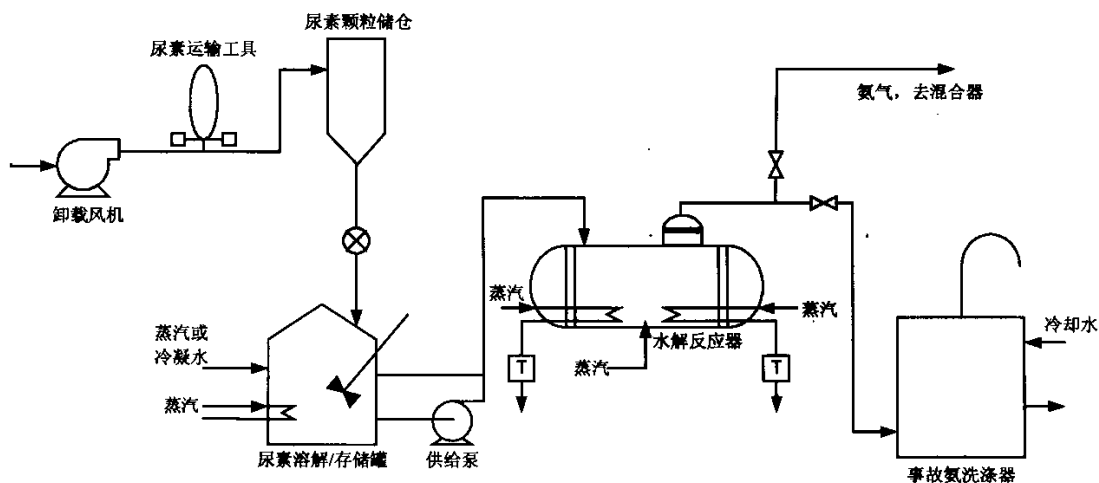 尿素颗粒储仓
尿素运输工具
氨气，去混合器
卸载风机
蒸汽
蒸汽
水解反应器
蒸汽
T
T
蒸汽或
冷凝水
冷却水
蒸汽
尿素溶解/存储罐
供给泵
事故氨洗涤器